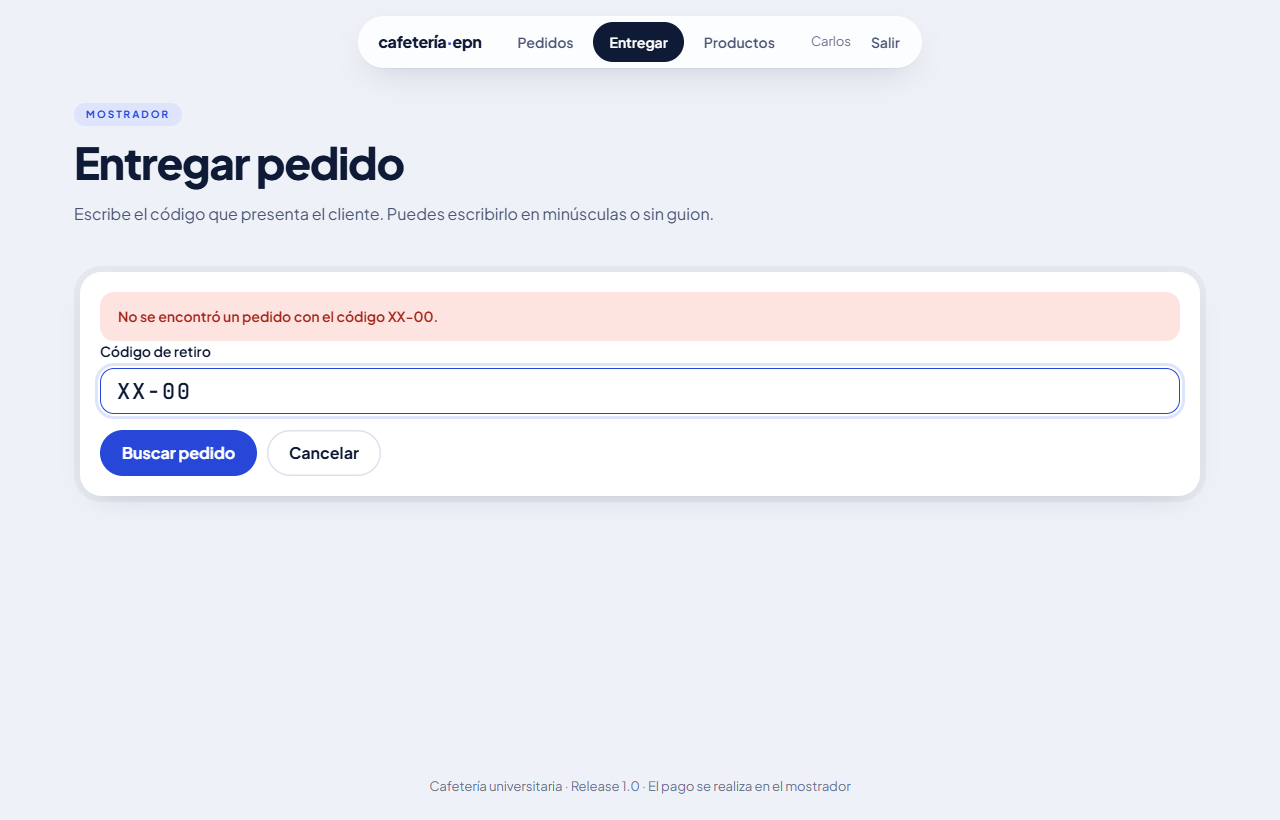 cafetería·epn Pedidos Entregar Productos Carlos Salir
MOSTRADOR
Entregar pedido
Escribe el código que presenta el cliente. Puedes escribirlo en minúsculas o sin guion.
No se encontró un pedido con el código XX-00.
Código de retiro
XX-00
Buscar pedido Cancelar
Cafetería universitaria · Release 1.0 · El pago se realiza en el mostrador